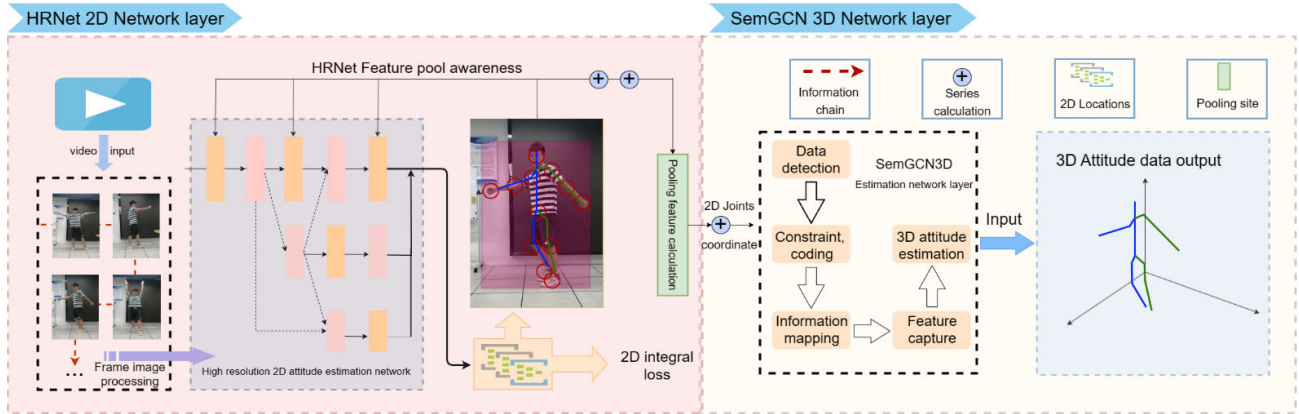 HRNet 2D Network layer
SemGCN 3D Network layer
HRNet Feature pool awareness
video input
Frame image
processing
...
High resolution 2D attitude estimation network
2D integral
loss
Pooling feature calculation
2D Joints
coordinate
Information
chain
Series
calculation
2D Locations
Pooling site
Data
detection
SemGCN3D
Estimation network layer
Constraint,
coding
3D attitude
estimation
Information
mapping
Feature
capture
Input
3D Attitude data output